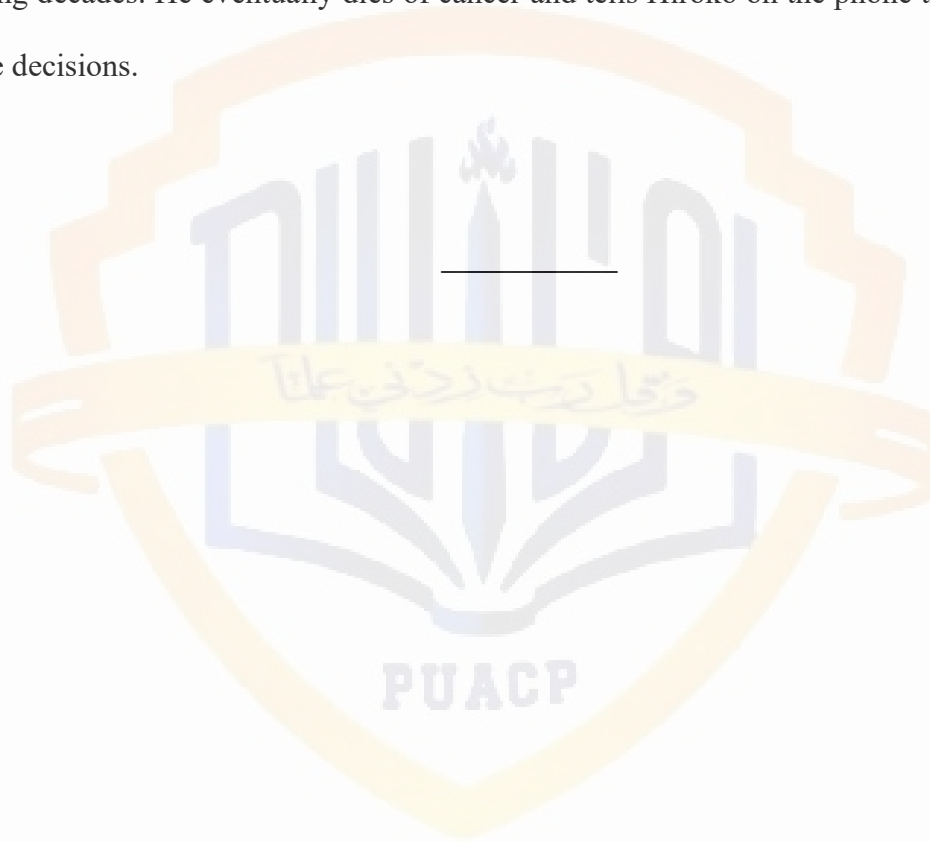 ng decades. He eventually dies of cancer and tells Hiroko on the phone t
e decisions.
وَقُل رَبِّ زِدْنِي عِلْمًا
PUACP